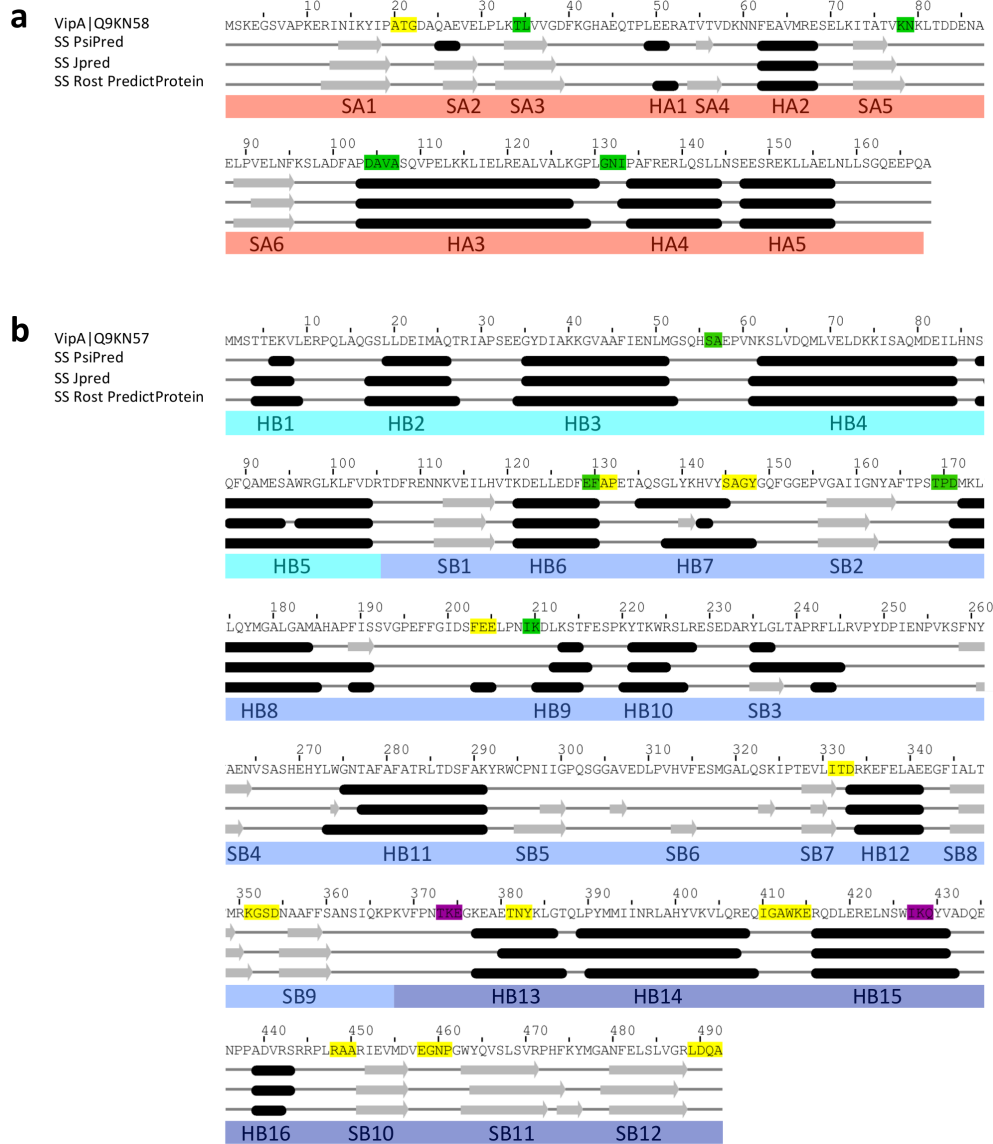 a
VipA|Q9KN58
10 20 30 40 50 60 70 80
MSKEGSVAPKERINIKYIPATGDAQAEVELPLKTLVVGDFKGHAEQTPLEERATVTVDKNNFEAVMRESELKITATVKNKLTDDENA
SS PsiPred
SS Jpred
SS Rost PredictProtein
SA1 SA2 SA3 HA1 SA4 HA2 SA5
90 100 110 120 130 140 150 160
ELPVELNFKSLADFAPDAVASQVPELKKLIELREALVALKGPLGNIPAFRERLQSLLNSEESREKLLAELNLLSGQEEPQA
SA6 HA3 HA4 HA5
b
VipA|Q9KN57
10 20 30 40 50 60 70 80
MMSTTEKVLERPQLAQGSLLDEIMAQTRIAPSEEGYDIAKKGVAAFIENLMGSQHSAEPVNKSLVDQMLVELDKKISAQMDEILHNS
SS PsiPred
SS Jpred
SS Rost PredictProtein
HB1 HB2 HB3 HB4
90 100 110 120 130 140 150 160 170
QFQAMESAWRGLKLFVDRTDFRENNKVEILHVTKDELLEDFEFAPETAQSGLYKHVYSAGYGQFGGEPVGAIIGNYAFTPSTPDMKL
HB5 SB1 HB6 HB7 SB2
180 190 200 210 220 230 240 250 260
LQYMGALGAMAHAPFISSVGPEFFGIDSFEELPNIKDLKSTFESPKYTKWRSLRESEDARYLGLTAPRFLLRVPYDPIENPVKSFNY
HB8 HB9 HB10 SB3
270 280 290 300 310 320 330 340
AENVSASHEHYLWGNTAFAFATRLTDSFAKYRWCPNIIGPQSGGAVEDLPVHVFESMGALQSKIPTEVLITDRKEFELAEEGFIALT
SB4 HB11 SB5 SB6 SB7 HB12 SB8
350 360 370 380 390 400 410 420 430
MRKGSDNAAFFSANSIQKPKVFPNTKEGKEAETNYKLGTQLPYMMIINRLAHYVKVLQREQIGAWKERQDLERELNSWIKQYVADQE
SB9 HB13 HB14 HB15
440 450 460 470 480 490
NPPADVRSRRPLRAARIEVMDVEGNPGWYQVSLSVRPHFKYMGANFELSLVGRLDQA
HB16 SB10 SB11 SB12